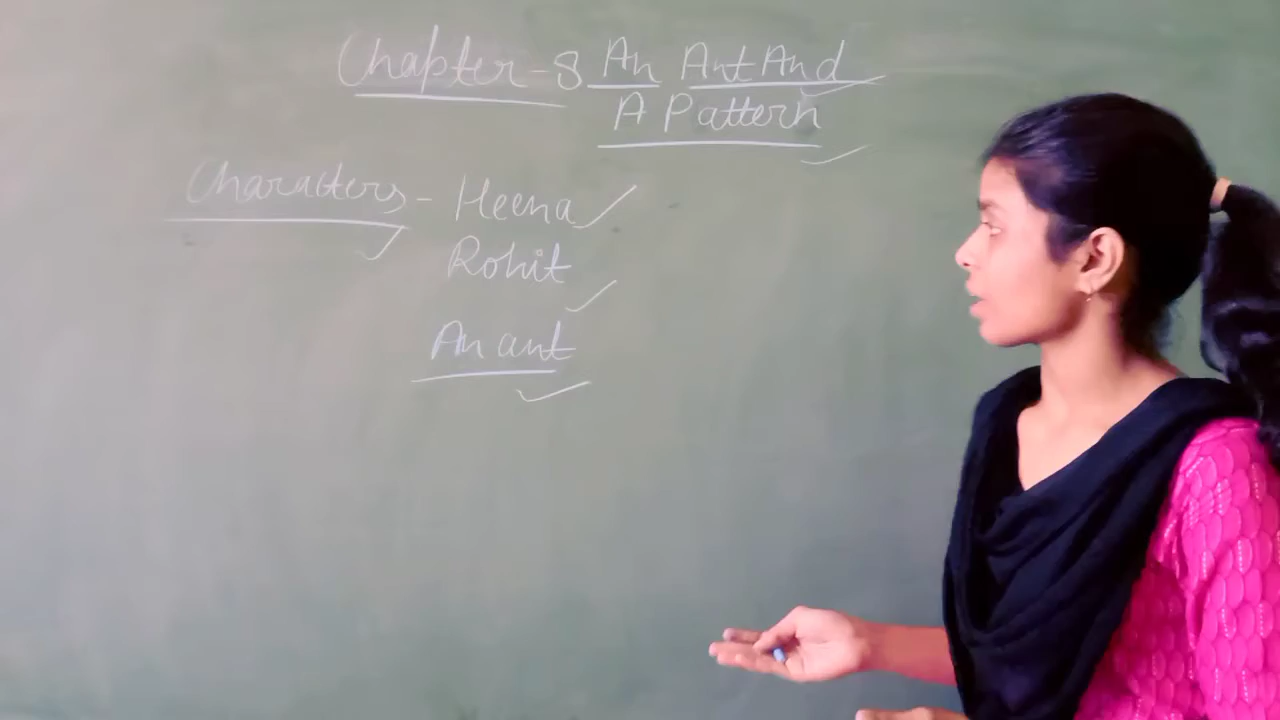 Chapter-8 An Ant And
A Pattern
Characters - Heena
Rohit
An ant